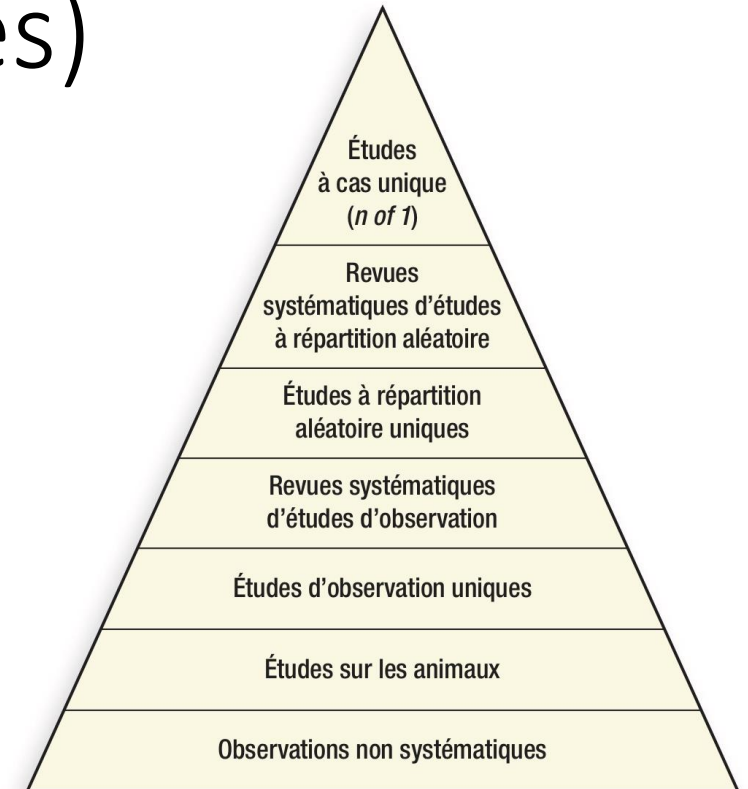 es)
Études
à cas unique
(n of 1)
Revues
systématiques d’études
à répartition aléatoire
Études à répartition
aléatoire uniques
Revues systématiques
d’études d’observation
Études d’observation uniques
Études sur les animaux
Observations non systématiques